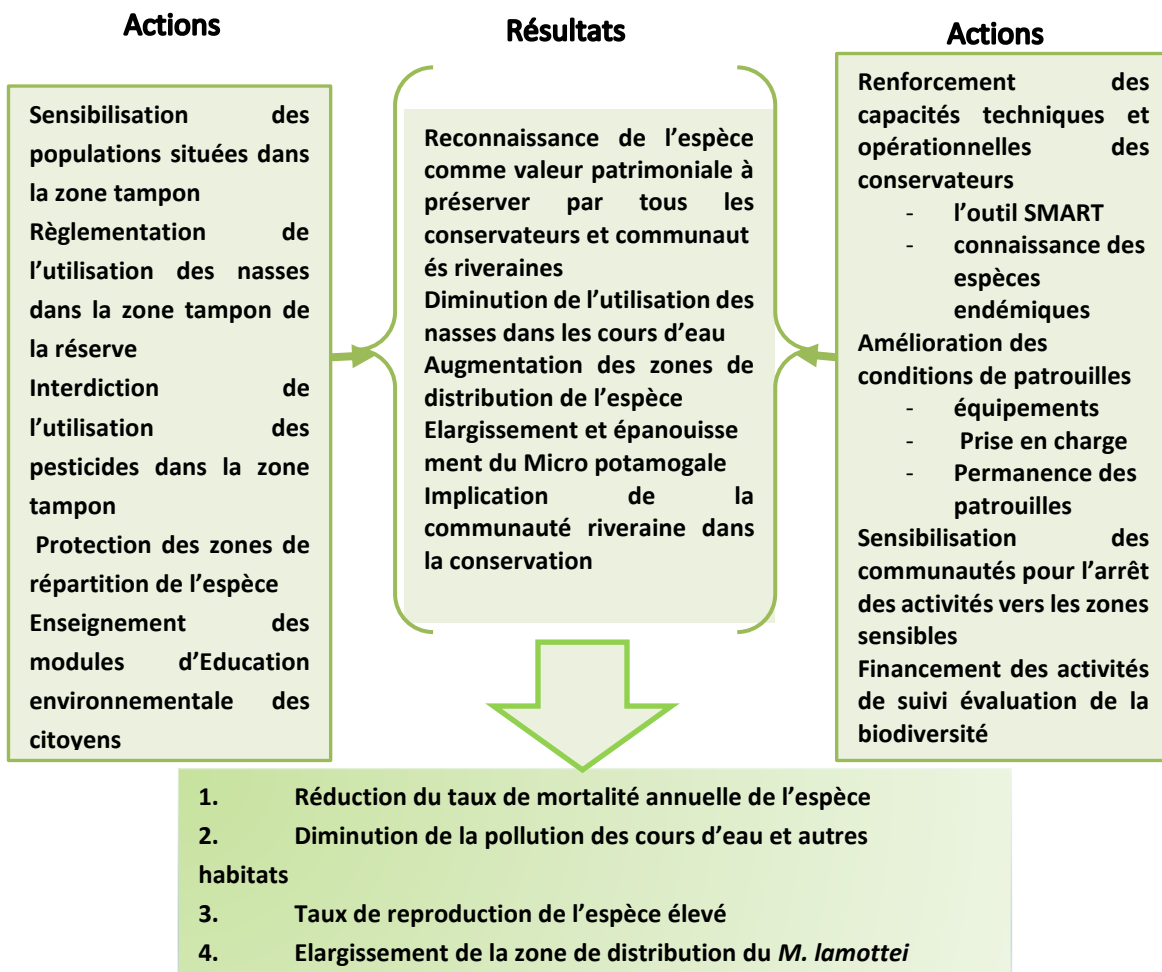 Actions
Sensibilisation des
populations situées dans
la zone tampon
Règlementation de
l'utilisation des nasses
dans la zone tampon de
la réserve
Interdiction de
l'utilisation des
pesticides dans la zone
tampon
Protection des zones de
répartition de l'espèce
Enseignement des
modules d'Education
environnementale des
citoyens
Résultats
Reconnaissance de l'espèce
comme valeur patrimoniale à
préserver par tous les
conservateurs et communaut
és riveraines
Diminution de l'utilisation des
nasses dans les cours d'eau
Augmentation des zones de
distribution de l'espèce
Elargissement et épanouisse
ment du Micro potamogale
Implication de la
communauté riveraine dans
la conservation
Actions
Renforcement des
capacités techniques et
opérationnelles des
conservateurs
- l'outil SMART
- connaissance des
espèces
endémiques
Amélioration des
conditions de patrouilles
- équipements
- Prise en charge
- Permanence des
patrouilles
Sensibilisation des
communautés pour l'arrêt
des activités vers les zones
sensibles
Financement des activités
de suivi évaluation de la
biodiversité
1. Réduction du taux de mortalité annuelle de l'espèce
2. Diminution de la pollution des cours d'eau et autres
habitats
3. Taux de reproduction de l'espèce élevé
4. Elargissement de la zone de distribution du M. lamottei